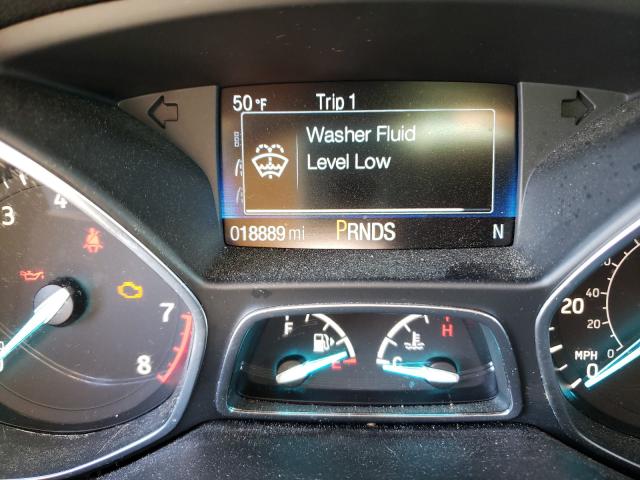 50 °F Trip 1
Washer Fluid
Level Low
018889 mi PRNDS N
3 4
7
8
F E
C H
20
40
20
MPH
0 0